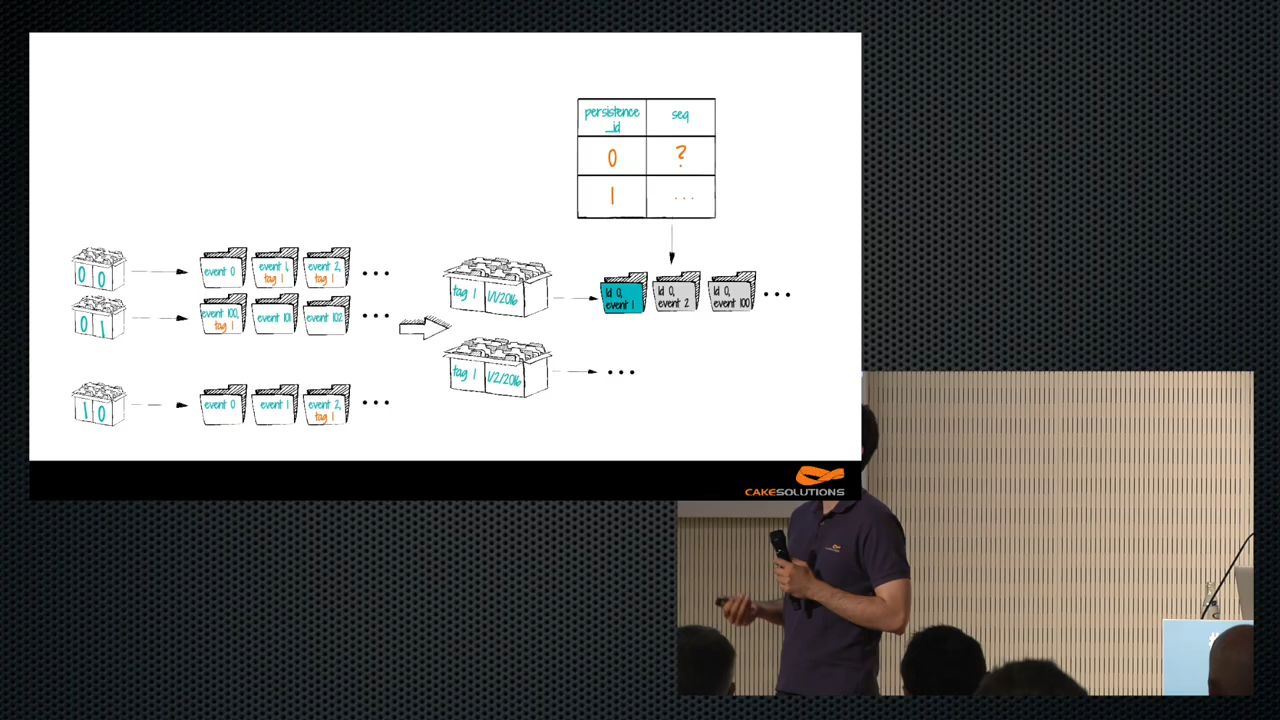 persistence
_id
seq
0
?
1
...
0 0
event 0
event 1,
tag 1
event 2,
tag 1
...
0 1
event 100,
tag 1
event 101
event 102
...
1 0
event 0
event 1
event 2,
tag 1
...
tag 1
1/1/2016
Id 0,
event 1
Id 0,
event 2
Id 0,
event 100
...
tag 1
1/2/2016
...
CAKESOLUTIONS
#